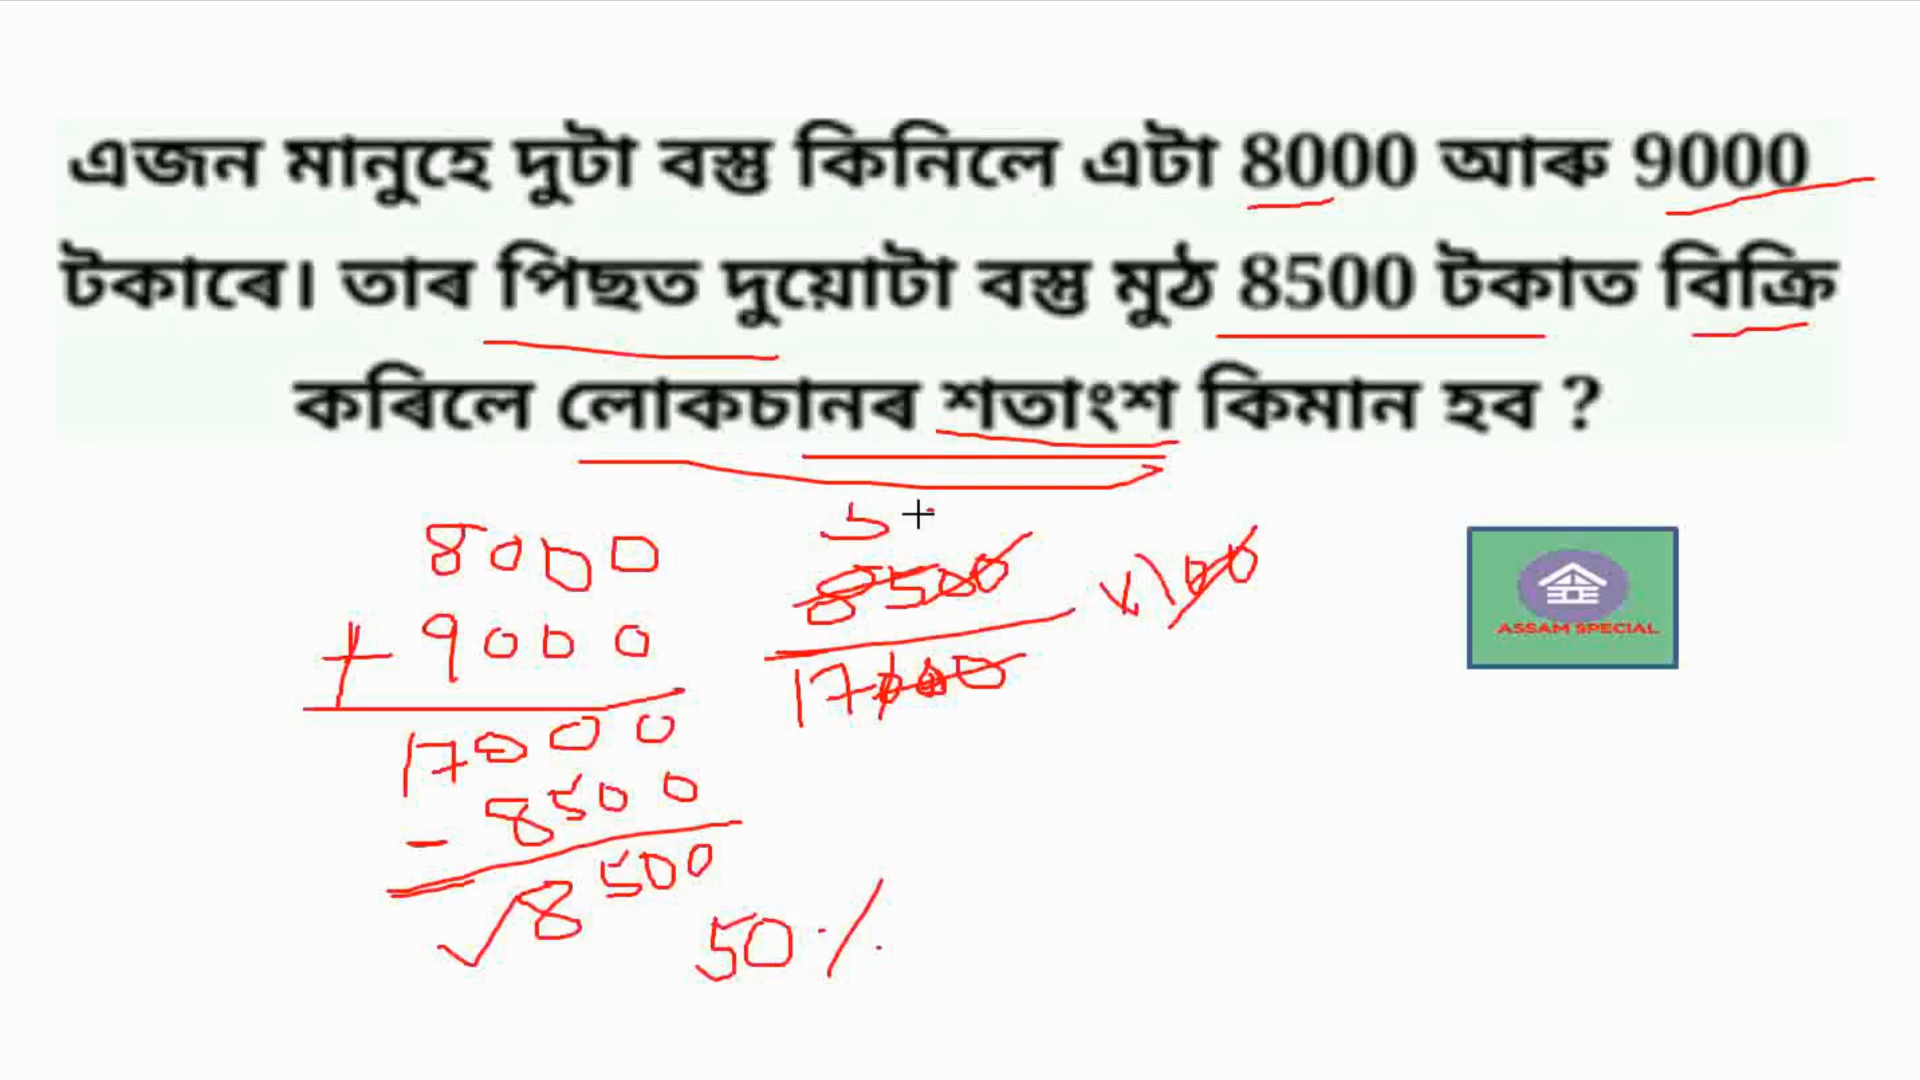 এজন মানুহে দুটা বস্তু কিনিলে এটা 8000 আৰু 9000
টকাৰে। তাৰ পিছত দুয়োটা বস্তু মুঠ 8500 টকাত বিক্ৰি
কৰিলে লোকচানৰ শতাংশ কিমান হব ?
8000
+ 9000
17000
- 8500
8500
5
8500
17000
×100
50 %
ASSAM SPECIAL